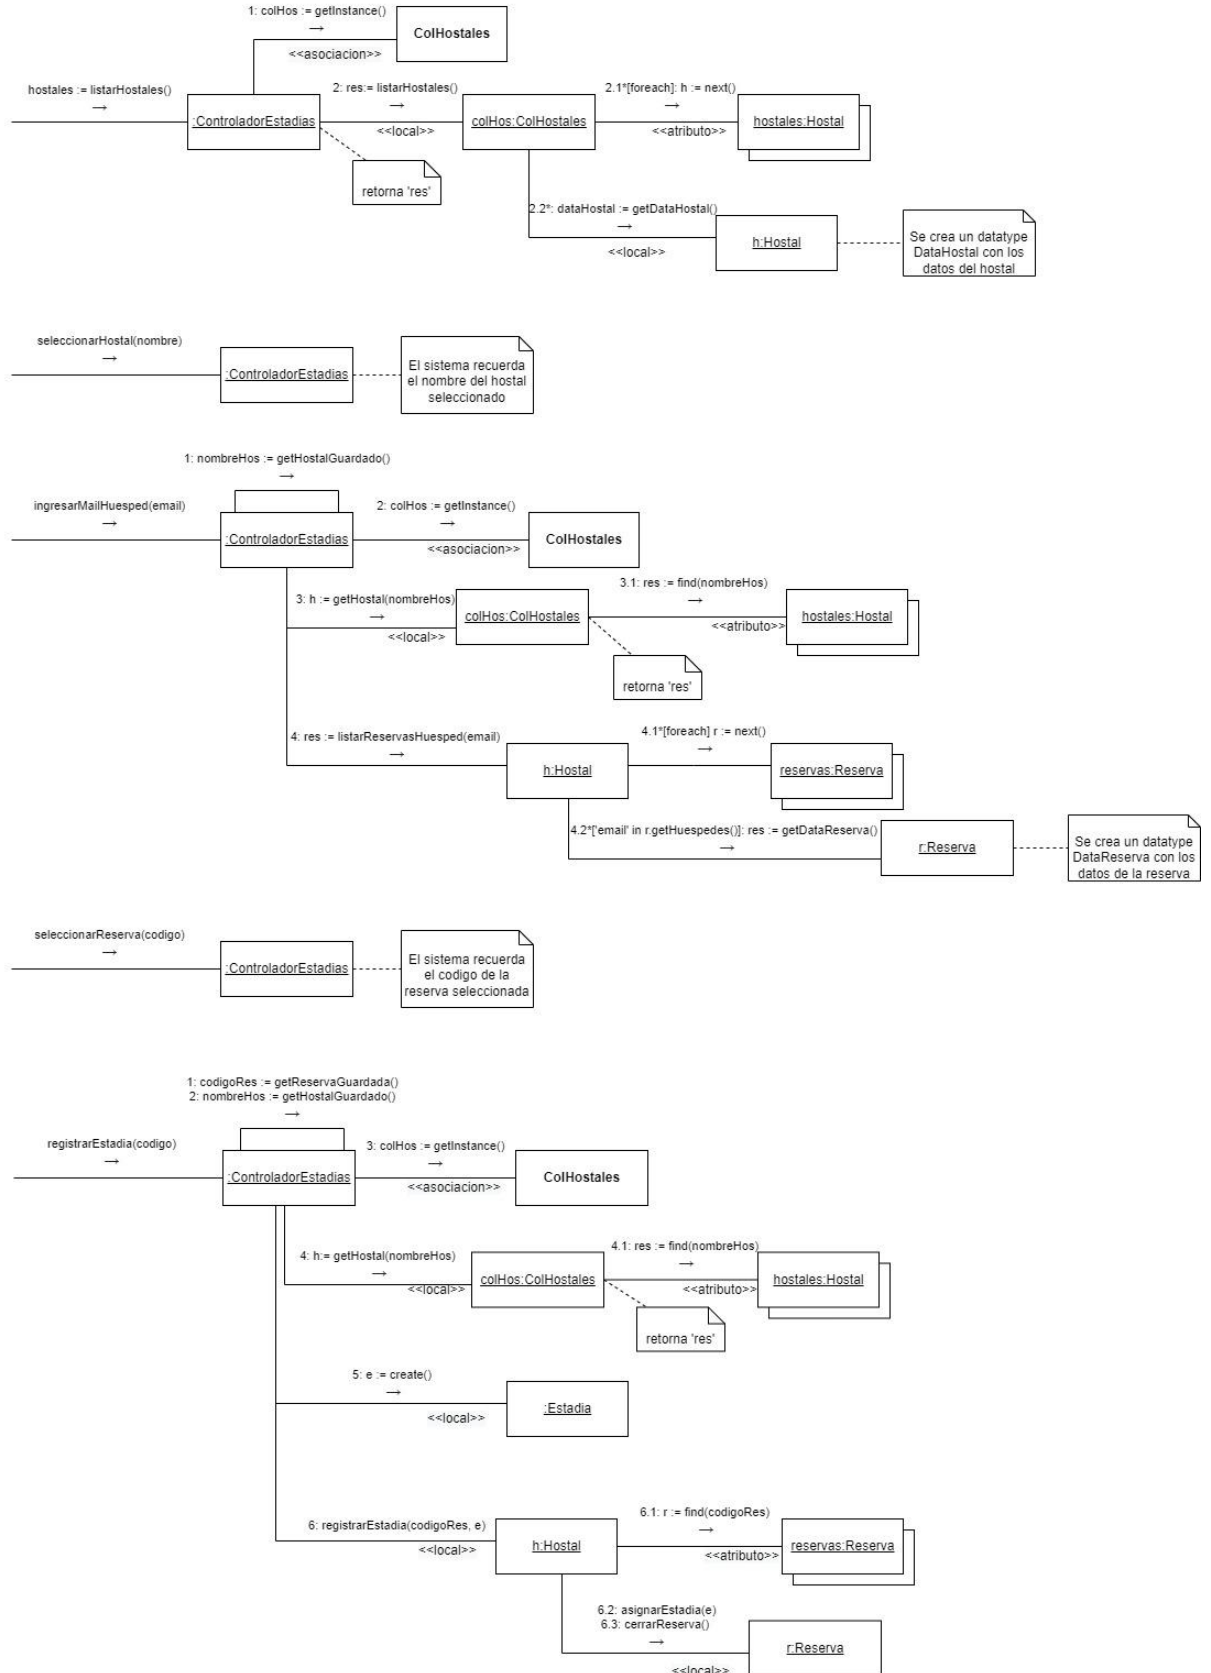 1: colHos := getInstance()
→
ColHostales
<<asociacion>>
hostales := listarHostales()
→
2: res:= listarHostales()
→
2.1*[foreach]: h := next()
→
:ControladorEstadias
<<local>>
colHos:ColHostales
<<atributo>>
hostales:Hostal
retorna 'res'
2.2*: dataHostal := getDataHostal()
→
<<local>>
h:Hostal
Se crea un datatype
DataHostal con los
datos del hostal
seleccionarHostal(nombre)
→
:ControladorEstadias
El sistema recuerda
el nombre del hostal
seleccionado
1: nombreHos := getHostalGuardado()
→
ingresarMailHuesped(email)
→
2: colHos := getInstance()
→
:ControladorEstadias
<<asociacion>>
ColHostales
3: h := getHostal(nombreHos)
→
<<local>>
colHos:ColHostales
3.1: res := find(nombreHos)
→
<<atributo>>
hostales:Hostal
retorna 'res'
4: res := listarReservasHuesped(email)
→
h:Hostal
4.1*[foreach] r := next()
→
reservas:Reserva
4.2*['email' in r.getHuespedes()]: res := getDataReserva()
→
r:Reserva
Se crea un datatype
DataReserva con los
datos de la reserva
seleccionarReserva(codigo)
→
:ControladorEstadias
El sistema recuerda
el codigo de la
reserva seleccionada
1: codigoRes := getReservaGuardada()
2: nombreHos := getHostalGuardado()
→
registrarEstadia(codigo)
→
3: colHos := getInstance()
→
:ControladorEstadias
<<asociacion>>
ColHostales
4: h:= getHostal(nombreHos)
→
<<local>>
colHos:ColHostales
4.1: res := find(nombreHos)
→
<<atributo>>
hostales:Hostal
retorna 'res'
5: e := create()
→
<<local>>
:Estadia
6: registrarEstadia(codigoRes, e)
<<local>>
h:Hostal
6.1: r := find(codigoRes)
→
<<atributo>>
reservas:Reserva
6.2: asignarEstadia(e)
6.3: cerrarReserva()
→
<<local>>
r:Reserva